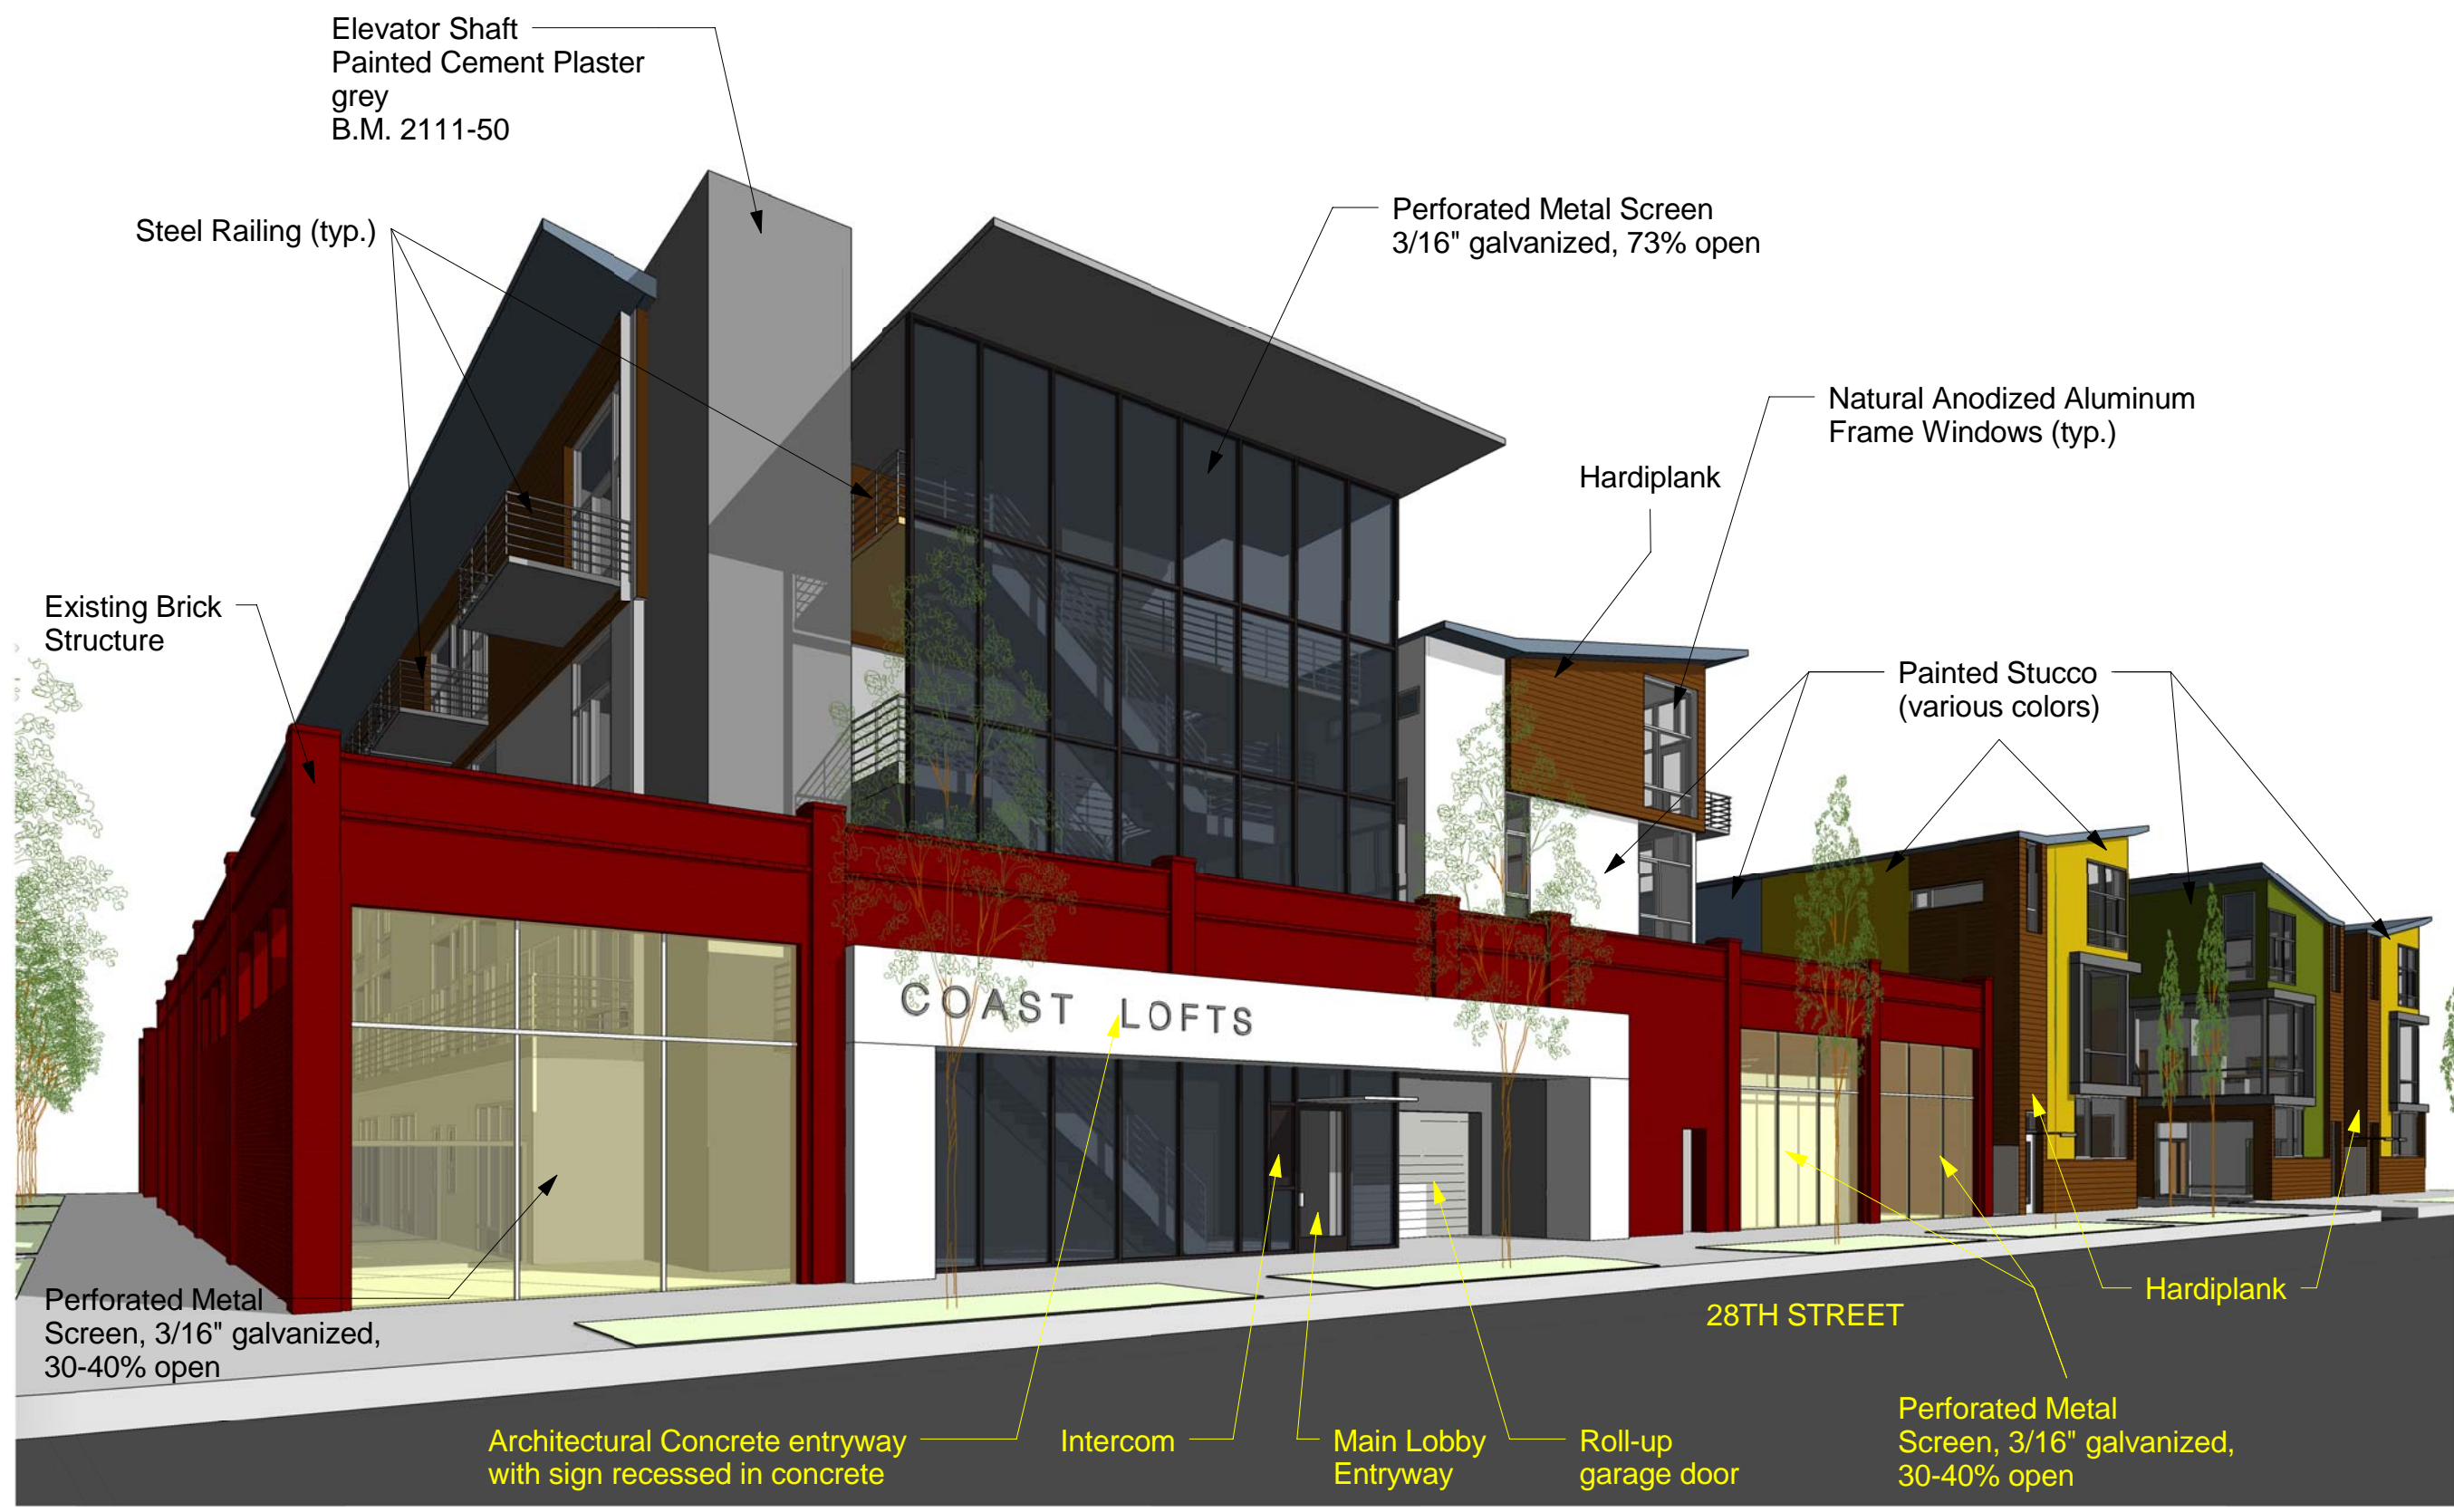 Elevator Shaft
Painted Cement Plaster
grey
B.M. 2111-50
Steel Railing (typ.)
Perforated Metal Screen
3/16" galvanized, 73% open
Natural Anodized Aluminum
Frame Windows (typ.)
Hardiplank
Existing Brick
Structure
Painted Stucco
(various colors)
COAST LOFTS
Perforated Metal
Screen, 3/16" galvanized,
30-40% open
28TH STREET
Hardiplank
Architectural Concrete entryway
with sign recessed in concrete
Intercom
Main Lobby
Entryway
Roll-up
garage door
Perforated Metal
Screen, 3/16" galvanized,
30-40% open